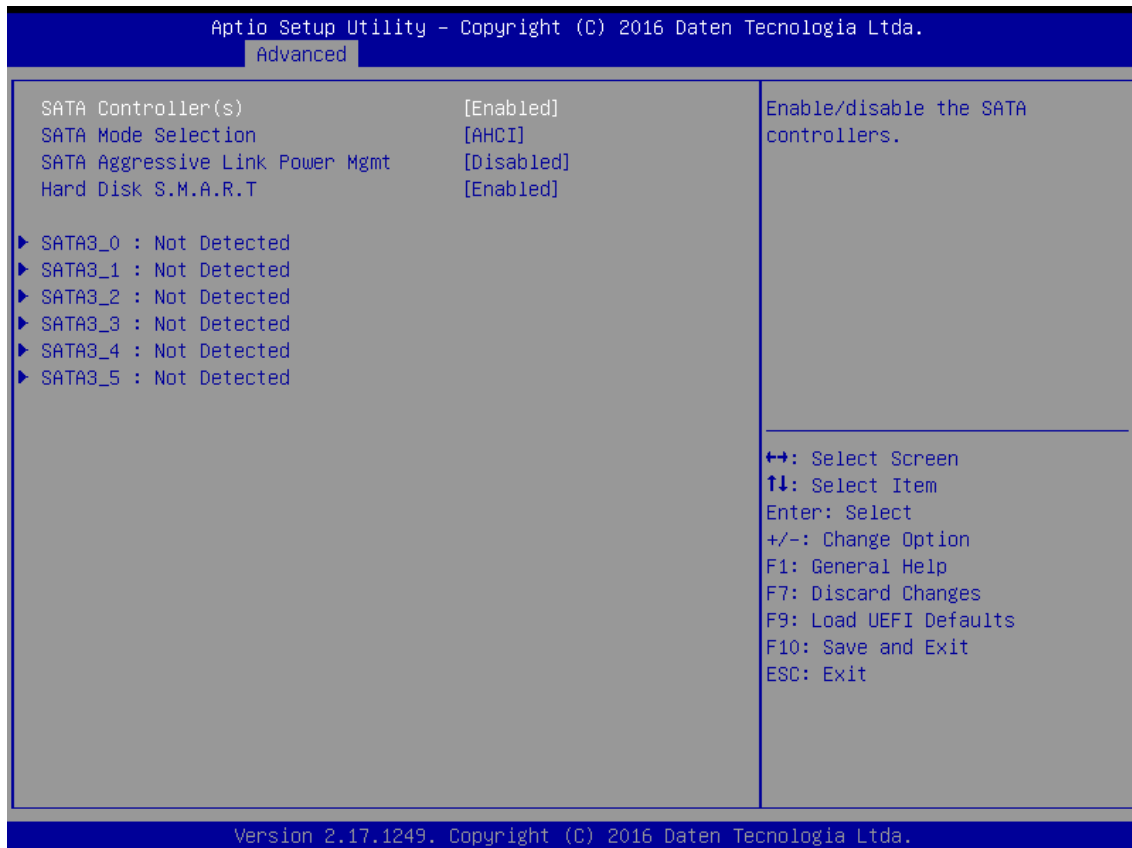 Aptio Setup Utility – Copyright (C) 2016 Daten Tecnologia Ltda.
Advanced
SATA Controller(s) [Enabled]
SATA Mode Selection [AHCI]
SATA Aggressive Link Power Mgmt [Disabled]
Hard Disk S.M.A.R.T [Enabled]
▶ SATA3_0 : Not Detected
▶ SATA3_1 : Not Detected
▶ SATA3_2 : Not Detected
▶ SATA3_3 : Not Detected
▶ SATA3_4 : Not Detected
▶ SATA3_5 : Not Detected
Enable/disable the SATA
controllers.
↔: Select Screen
↑↓: Select Item
Enter: Select
+/-: Change Option
F1: General Help
F7: Discard Changes
F9: Load UEFI Defaults
F10: Save and Exit
ESC: Exit
Version 2.17.1249. Copyright (C) 2016 Daten Tecnologia Ltda.